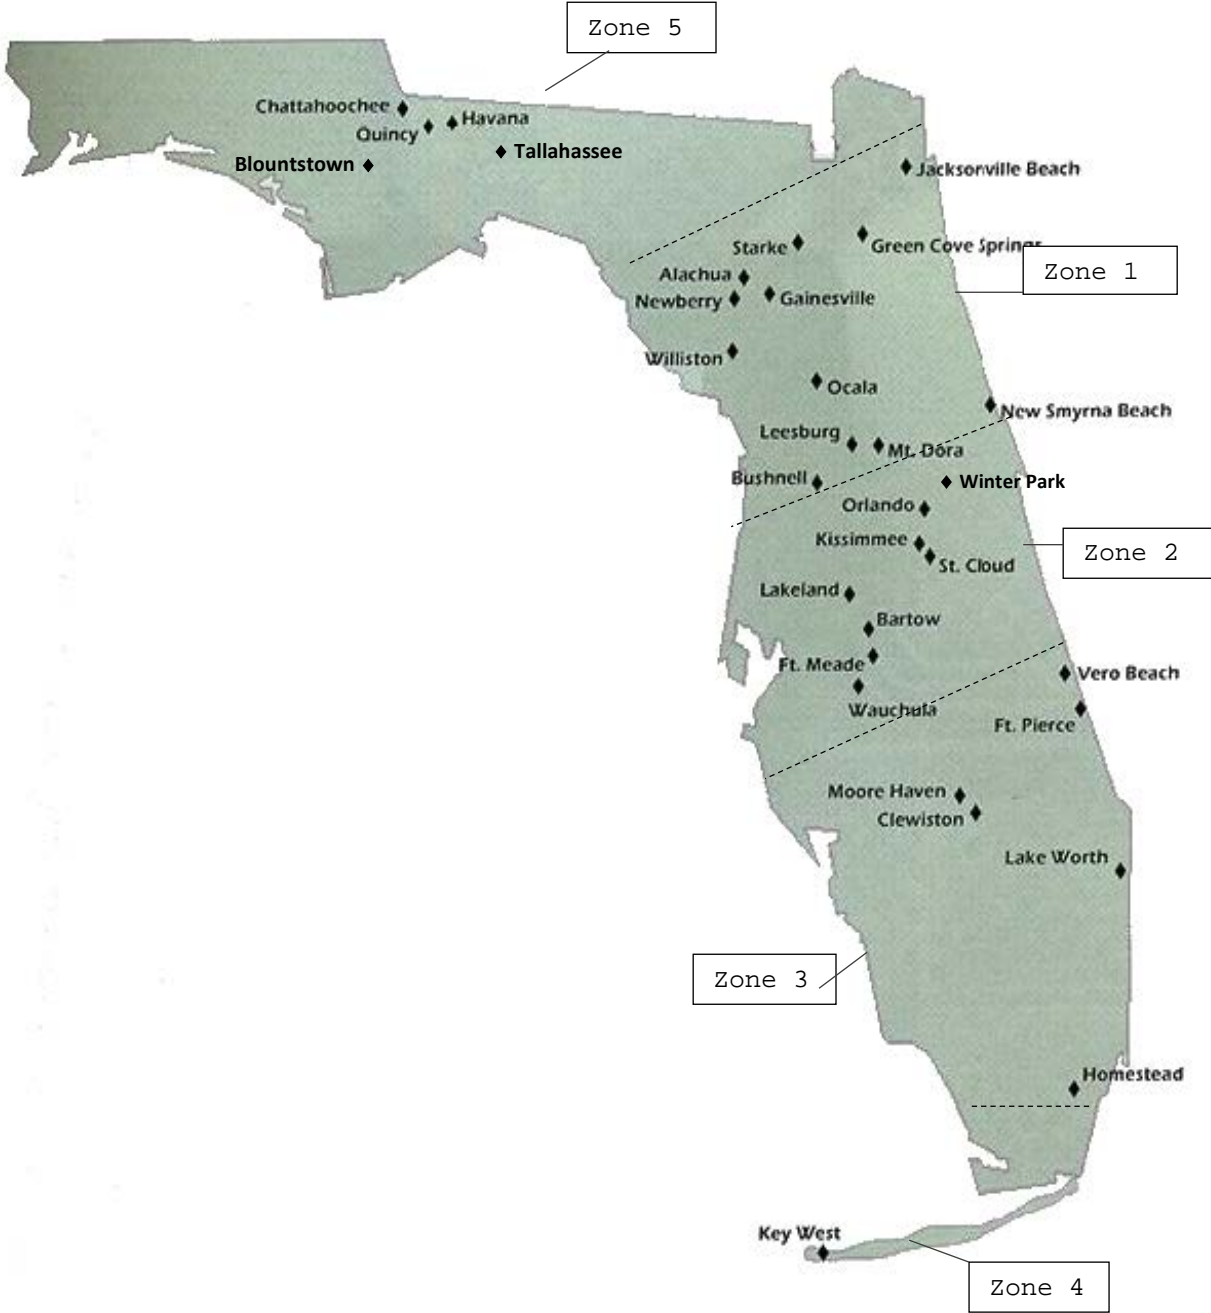 Zone 5
Chattahoochee
Havana
Quincy
Tallahassee
Blountstown
Jacksonville Beach
Starke
Green Cove Springs
Zone 1
Alachua
Newberry
Gainesville
Williston
Ocala
New Smyrna Beach
Leesburg
Mt. Dora
Bushnell
Winter Park
Orlando
Kissimmee
Zone 2
St. Cloud
Lakeland
Bartow
Ft. Meade
Vero Beach
Wauchula
Ft. Pierce
Moore Haven
Clewiston
Lake Worth
Zone 3
Homestead
Key West
Zone 4